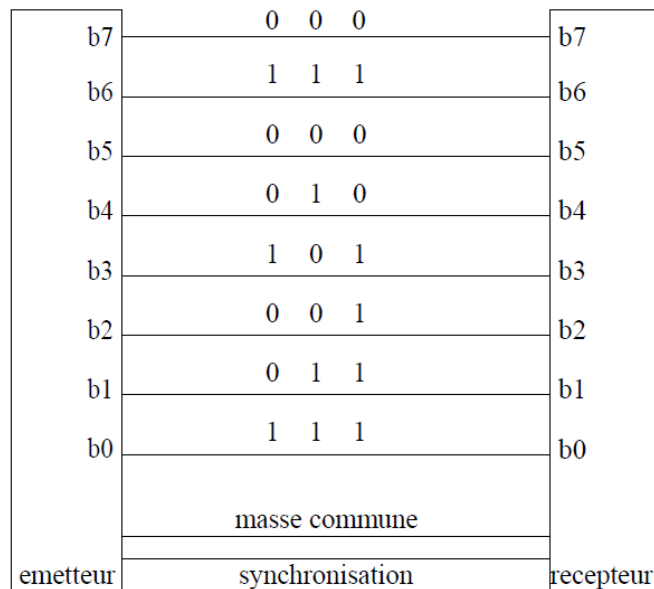 0 0 0
b7 b7
1 1 1
b6 b6
0 0 0
b5 b5
0 1 0
b4 b4
1 0 1
b3 b3
0 0 1
b2 b2
0 1 1
b1 b1
1 1 1
b0 b0
masse commune
emetteur synchronisation recepteur